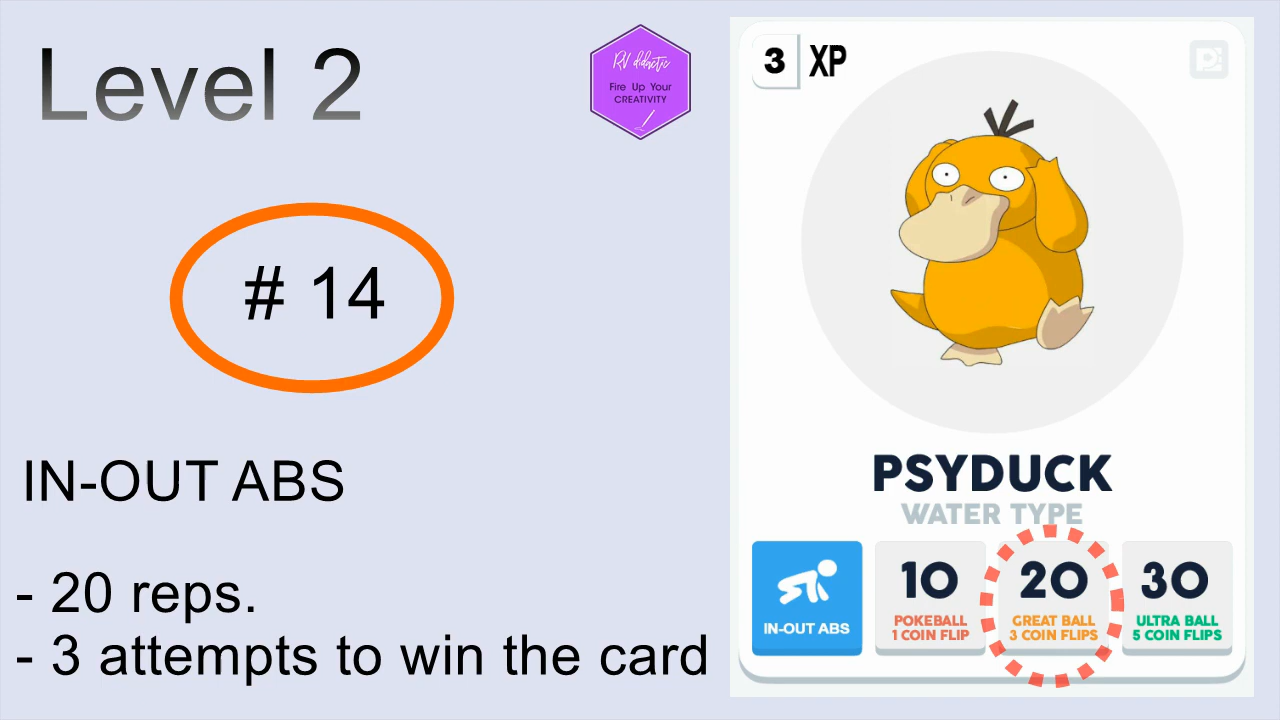 Level 2
RV didactic
Fire Up Your
CREATIVITY
# 14
IN-OUT ABS
- 20 reps.
- 3 attempts to win the card
3 XP
PSYDUCK
WATER TYPE
IN-OUT ABS
10
POKEBALL
1 COIN FLIP
20
GREAT BALL
3 COIN FLIPS
30
ULTRA BALL
5 COIN FLIPS